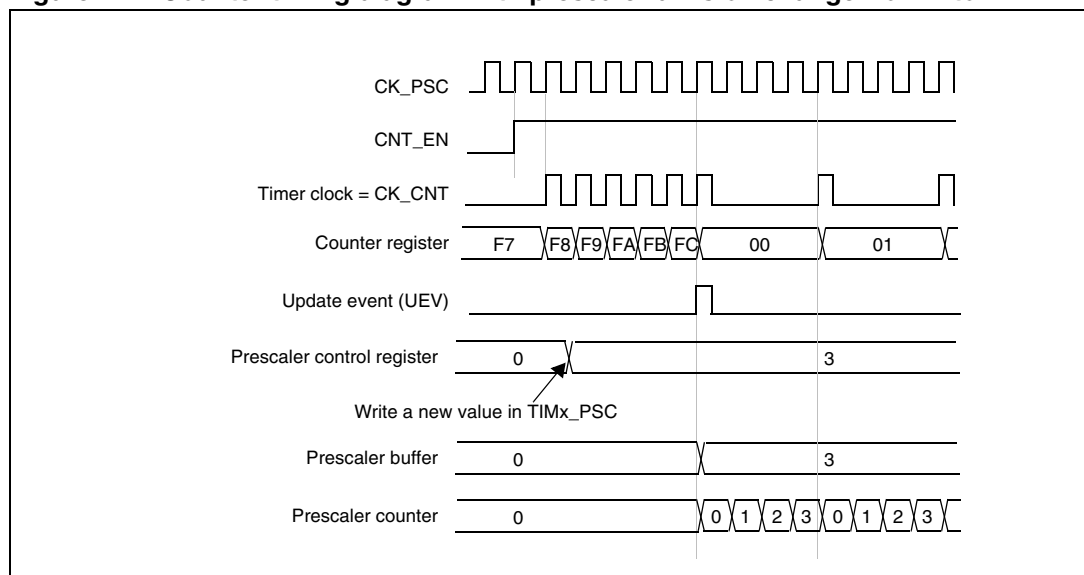 CK_PSC
CNT_EN
Timer clock = CK_CNT
Counter register F7 F8 F9 FA FB FC 00 01
Update event (UEV)
Prescaler control register 0 3
Write a new value in TIMx_PSC
Prescaler buffer 0 3
Prescaler counter 0 0 1 2 3 0 1 2 3